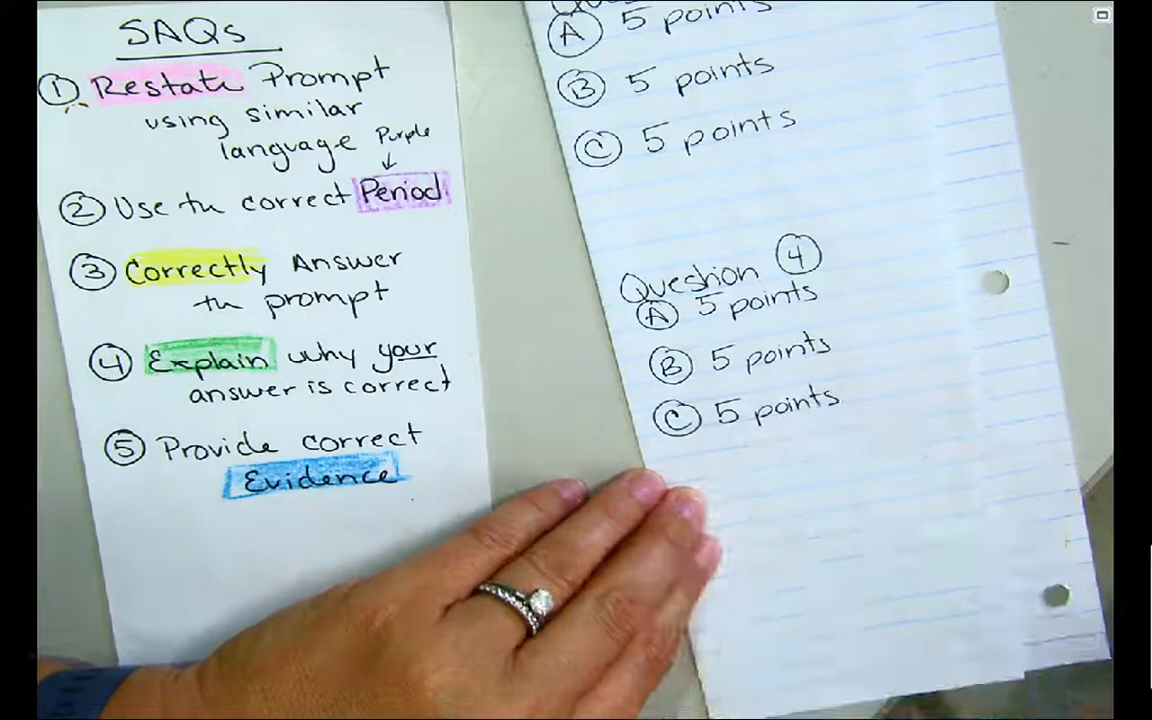 SAQs
① Restate Prompt
using similar
language Purple
↓
② Use the correct Period
③ Correctly Answer
the prompt
④ Explain why your
answer is correct
⑤ Provide correct
Evidence
Ⓐ 5 points
Ⓑ 5 points
Ⓒ 5 points
Question ④
Ⓐ 5 points
Ⓑ 5 points
Ⓒ 5 points